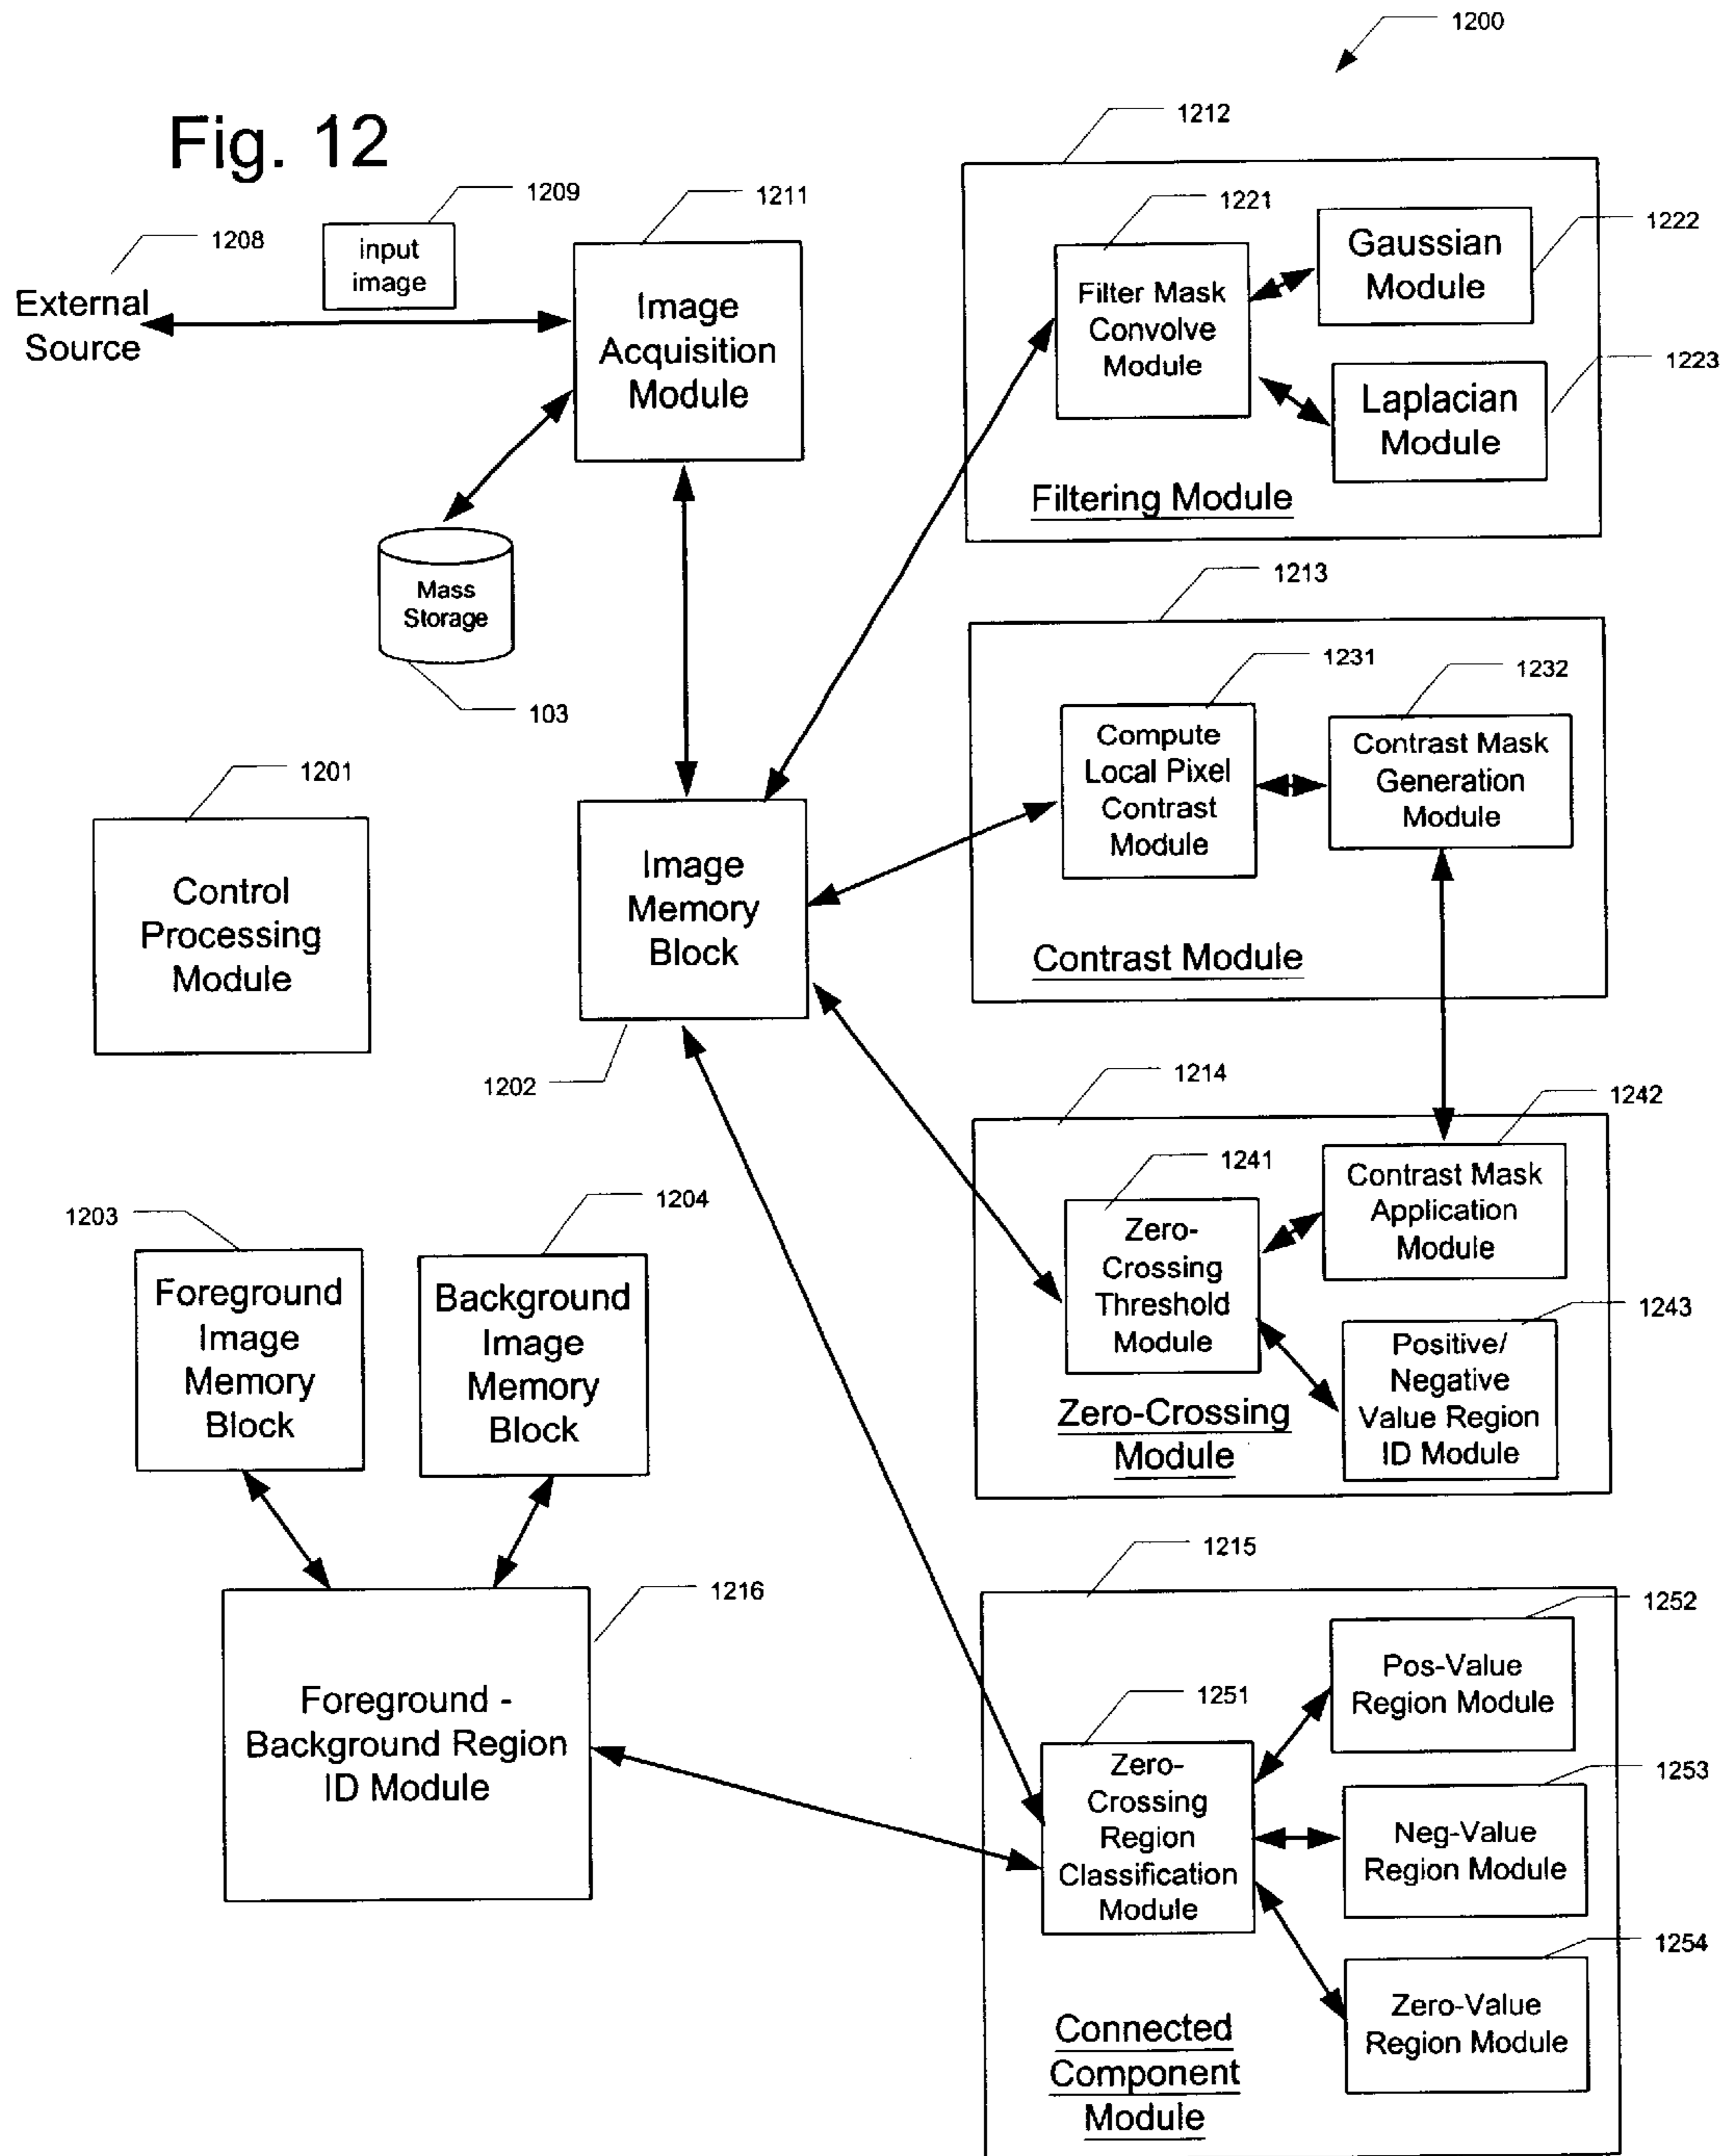 1200
Fig. 12
1212
1209
1211
1221
1208
input
image
Gaussian
Module
1222
External
Source
Image
Acquisition
Module
Filter Mask
Convolve
Module
1223
Laplacian
Module
Filtering Module
Mass
Storage
103
1213
1231
1232
Compute
Local Pixel
Contrast
Module
Contrast Mask
Generation
Module
Contrast Module
1201
Control
Processing
Module
Image
Memory
Block
1202
1214
1242
1241
Contrast Mask
Application
Module
Zero-
Crossing
Threshold
Module
1243
Positive/
Negative
Value Region
ID Module
Zero-Crossing
Module
1203
1204
Foreground
Image
Memory
Block
Background
Image
Memory
Block
1216
Foreground -
Background Region
ID Module
1215
1252
Pos-Value
Region Module
1251
Zero-
Crossing
Region
Classification
Module
1253
Neg-Value
Region Module
1254
Zero-Value
Region Module
Connected
Component
Module